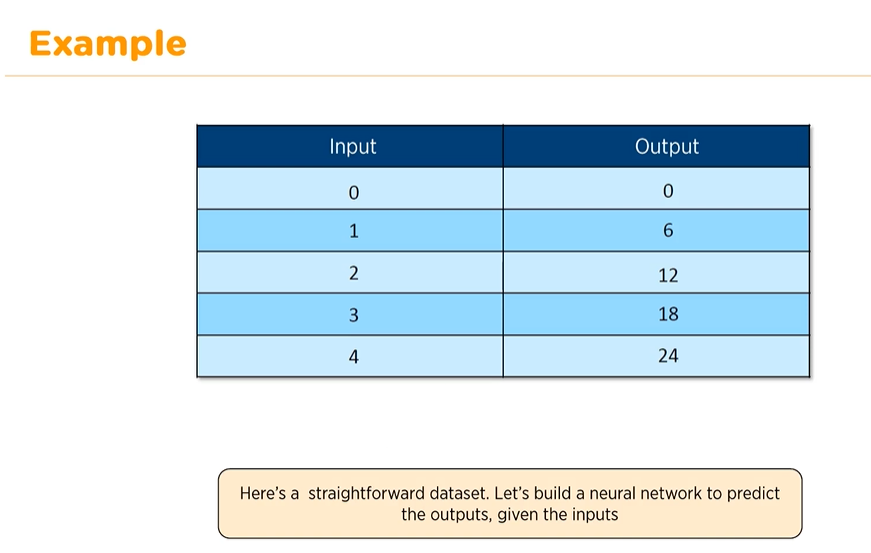 Example
Input Output
0 0
1 6
2 12
3 18
4 24
Here's a straightforward dataset. Let's build a neural network to predict
the outputs, given the inputs